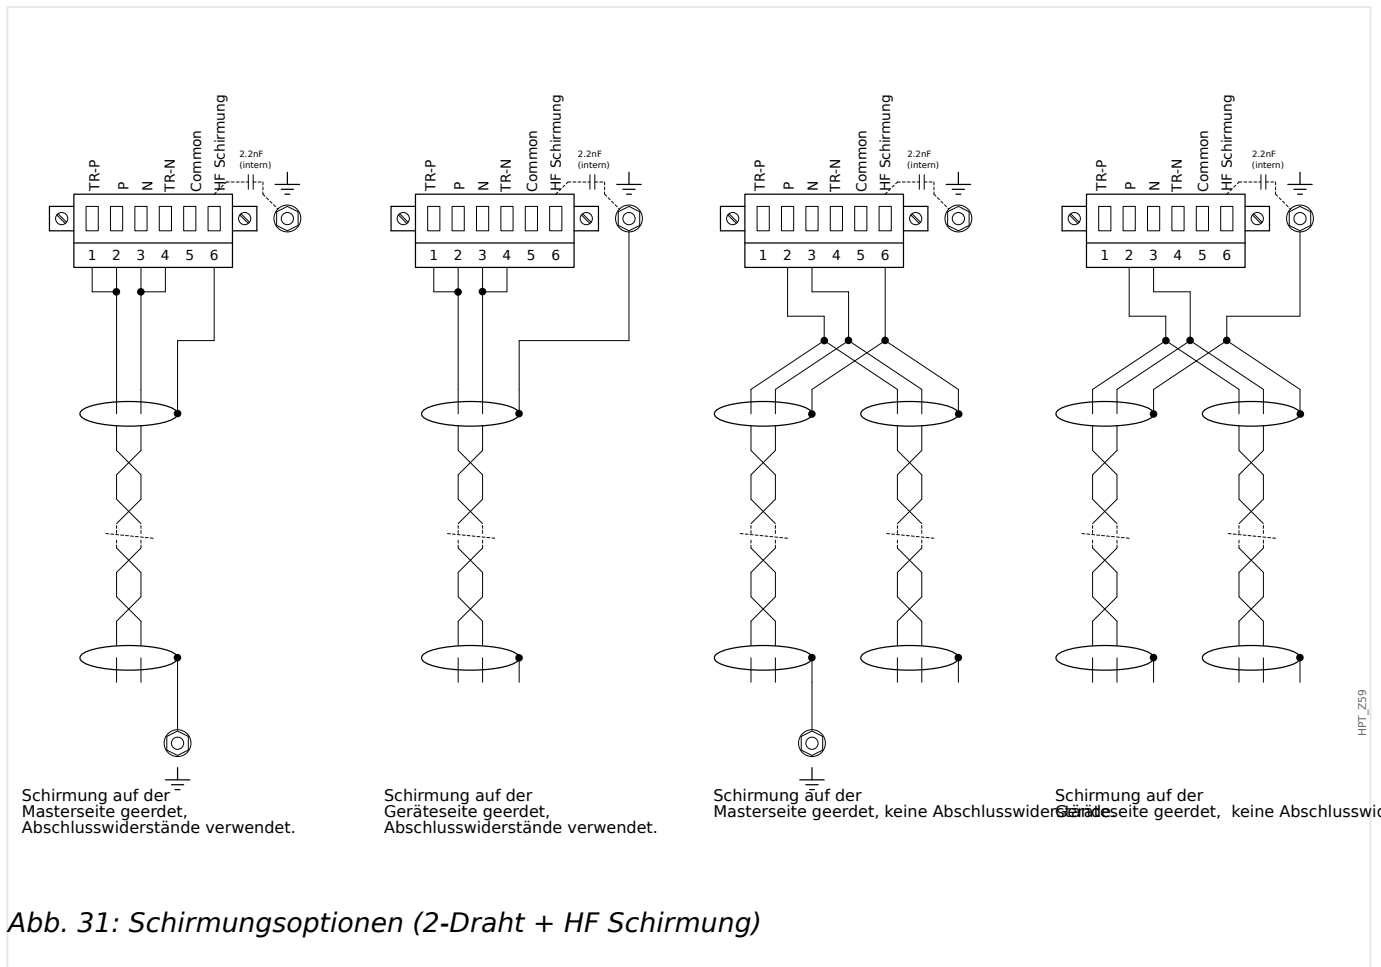 TR-P
P
N
TR-N
Common
HF Schirmung
2.2nF
(intern)
1 2 3 4 5 6
TR-P
P
N
TR-N
Common
HF Schirmung
2.2nF
(intern)
1 2 3 4 5 6
TR-P
P
N
TR-N
Common
HF Schirmung
2.2nF
(intern)
1 2 3 4 5 6
TR-P
P
N
TR-N
Common
HF Schirmung
2.2nF
(intern)
1 2 3 4 5 6
HPT_Z59
Schirmung auf der
Masterseite geerdet,
Abschlusswiderstände verwendet.
Schirmung auf der
Geräteseite geerdet,
Abschlusswiderstände verwendet.
Schirmung auf der
Masterseite geerdet, keine Abschlusswiderstände.
Schirmung auf der
Geräteseite geerdet, keine Abschlusswid
Abb. 31: Schirmungsoptionen (2-Draht + HF Schirmung)